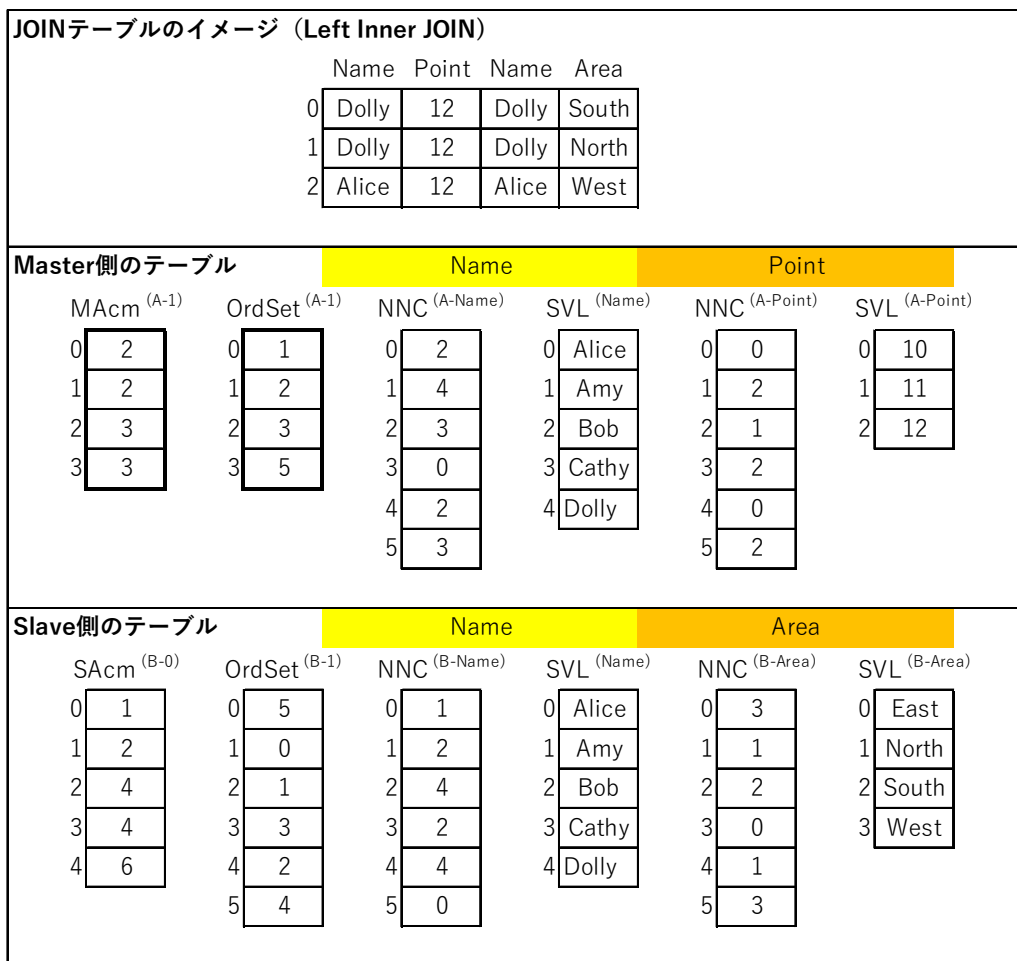 JOINテーブルのイメージ（Left Inner JOIN）
Name Point Name Area
0 Dolly 12 Dolly South
1 Dolly 12 Dolly North
2 Alice 12 Alice West
Master側のテーブル Name Point
MAcm (A-1) OrdSet (A-1) NNC (A-Name) SVL (Name) NNC (A-Point) SVL (A-Point)
0 2 0 1 0 2 0 Alice 0 0 0 10
1 2 1 2 1 4 1 Amy 1 2 1 11
2 3 2 3 2 3 2 Bob 2 1 2 12
3 3 3 5 3 0 3 Cathy 3 2
4 2 4 Dolly 4 0
5 3 5 2
Slave側のテーブル Name Area
SAcm (B-0) OrdSet (B-1) NNC (B-Name) SVL (Name) NNC (B-Area) SVL (B-Area)
0 1 0 5 0 1 0 Alice 0 3 0 East
1 2 1 0 1 2 1 Amy 1 1 1 North
2 4 2 1 2 4 2 Bob 2 2 2 South
3 4 3 3 3 2 3 Cathy 3 0 3 West
4 6 4 2 4 4 4 Dolly 4 1
5 4 5 0 5 3